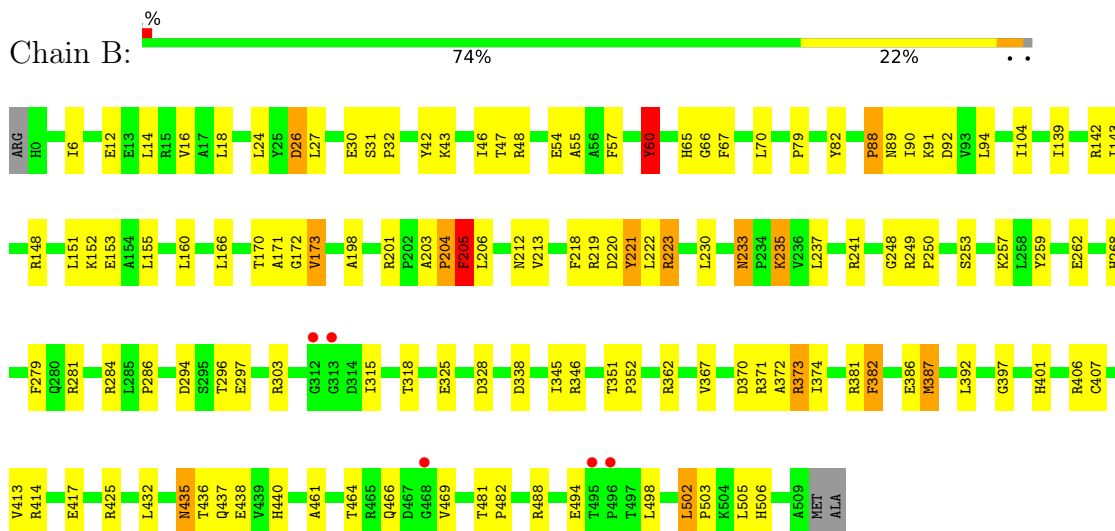 %
Chain B:
74% 22% • •
ARG H0 I6 E12 E13 L14 R15 V16 A17 L18 L24 Y25 D26 L27 E30 S31 P32 Y42 K43 I46 T47 R48 E54 A55 A56 F57 Y60 H65 G66 F67 L70 P79 Y82 P88 N89 I90 K91 D92 V93 L94 I104 I139 R142
R148 L151 K152 E153 A154 L155 L160 L166 T170 A171 G172 V173 A198 R201 P202 A203 P204 F205 L206 N212 V213 F218 R219 D220 Y221 L222 R223 L230 N233 P234 K235 V236 L237 R241 G248 R249 P250 S253 K257 L258 Y259 E262 H268
F279 Q280 R281 R284 L285 P286 D294 S295 T296 E297 R303 G312 G313 D314 I315 T318 E325 D328 D338 I345 R346 T351 P352 R362 V367 D370 R371 A372 R373 I374 R381 F382 E386 M387 L392 G397 H401 R406 C407
V413 R414 E417 R425 L432 N435 T436 Q437 E438 V439 H440 A461 T464 R465 Q466 D467 G468 V469 T481 P482 R488 E494 T495 P496 T497 L498 L502 P503 K504 L505 H506 A509 MET ALA